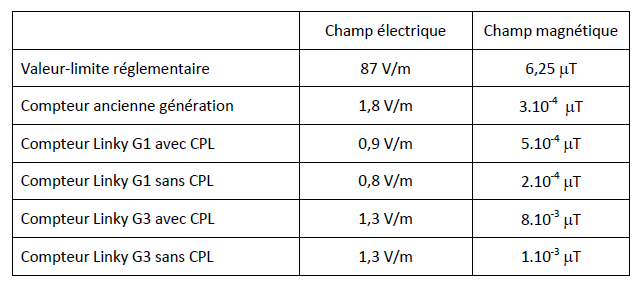 Champ électrique Champ magnétique
Valeur-limite réglementaire 87 V/m 6,25 µT
Compteur ancienne génération 1,8 V/m 3.10⁻⁴ µT
Compteur Linky G1 avec CPL 0,9 V/m 5.10⁻⁴ µT
Compteur Linky G1 sans CPL 0,8 V/m 2.10⁻⁴ µT
Compteur Linky G3 avec CPL 1,3 V/m 8.10⁻³ µT
Compteur Linky G3 sans CPL 1,3 V/m 1.10⁻³ µT